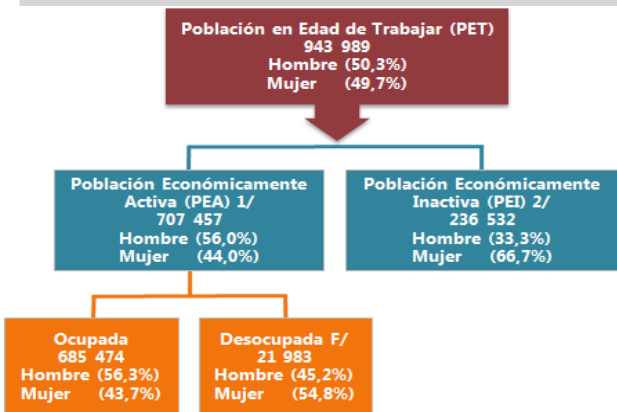 Población en Edad de Trabajar (PET)
943 989
Hombre (50,3%)
Mujer (49,7%)
Población Económicamente
Activa (PEA) 1/
707 457
Hombre (56,0%)
Mujer (44,0%)
Población Económicamente
Inactiva (PEI) 2/
236 532
Hombre (33,3%)
Mujer (66,7%)
Ocupada
685 474
Hombre (56,3%)
Mujer (43,7%)
Desocupada F/
21 983
Hombre (45,2%)
Mujer (54,8%)